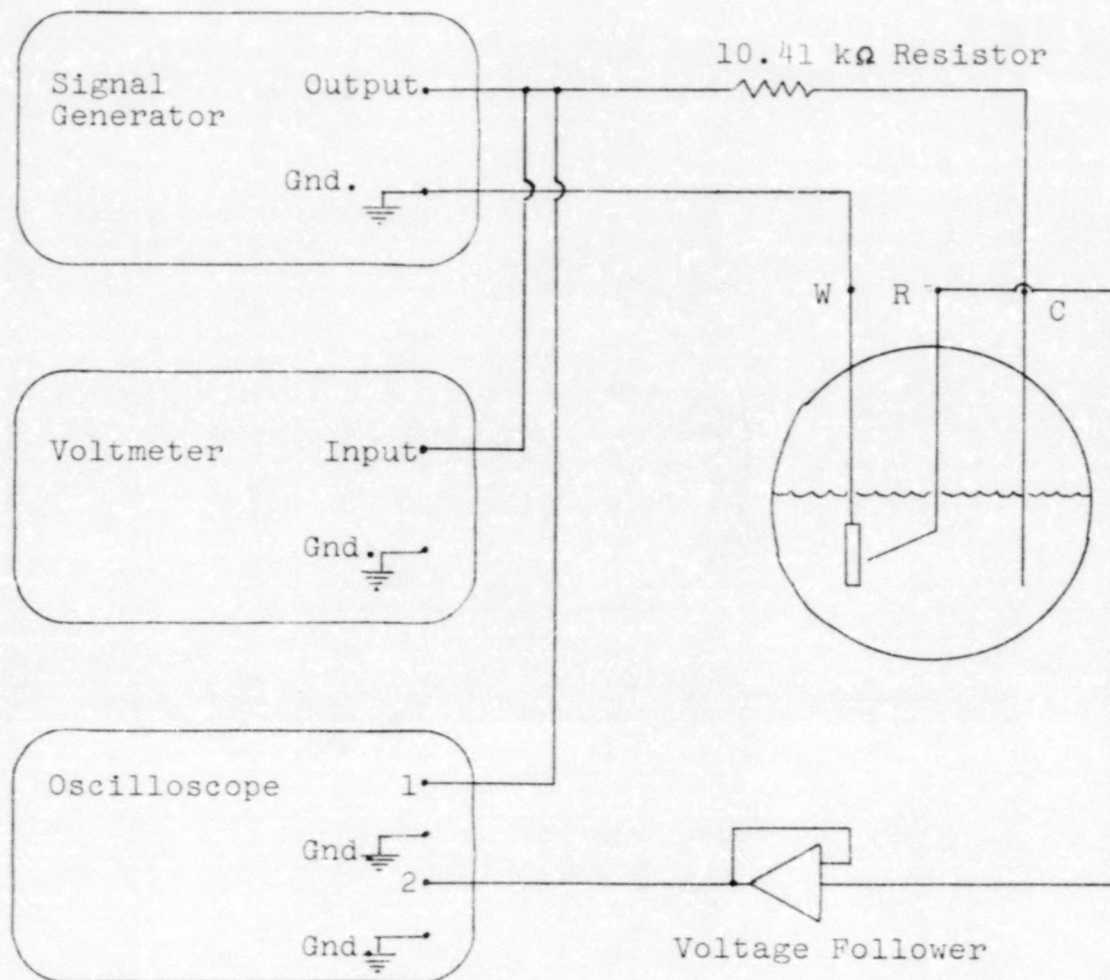 10.41 kΩ Resistor
Signal
Generator
Output
Gnd.
W
R
C
Voltmeter
Input
Gnd.
Oscilloscope
1
Gnd.
2
Gnd.
Voltage Follower